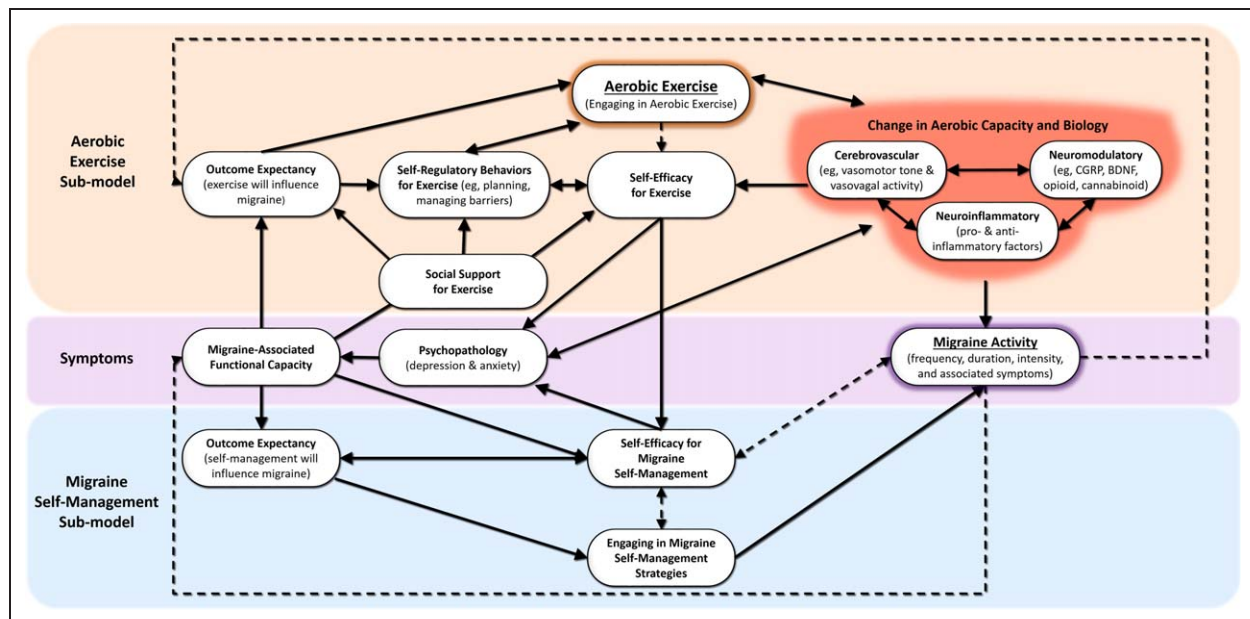 Aerobic Exercise
(Engaging in Aerobic Exercise)
Aerobic
Exercise
Sub-model
Change in Aerobic Capacity and Biology
Outcome Expectancy
(exercise will influence
migraine)
Self-Regulatory Behaviors
for Exercise (eg, planning,
managing barriers)
Self-Efficacy
for Exercise
Cerebrovascular
(eg, vasomotor tone &
vasovagal activity)
Neuromodulatory
(eg, CGRP, BDNF,
opioid, cannabinoid)
Neuroinflammatory
(pro- & anti-
inflammatory factors)
Social Support
for Exercise
Symptoms
Migraine-Associated
Functional Capacity
Psychopathology
(depression & anxiety)
Migraine Activity
(frequency, duration, intensity,
and associated symptoms)
Migraine
Self-Management
Sub-model
Outcome Expectancy
(self-management will
influence migraine)
Self-Efficacy for
Migraine
Self-Management
Engaging in Migraine
Self-Management
Strategies